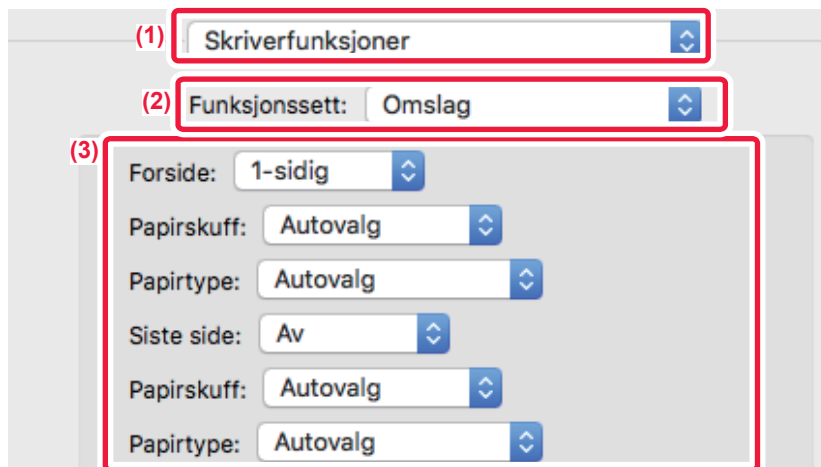 (1) Skriverfunksjoner
(2) Funksjonssett: Omslag
(3)
Forside: 1-sidig
Papirskuff: Autovalg
Papirtype: Autovalg
Siste side: Av
Papirskuff: Autovalg
Papirtype: Autovalg